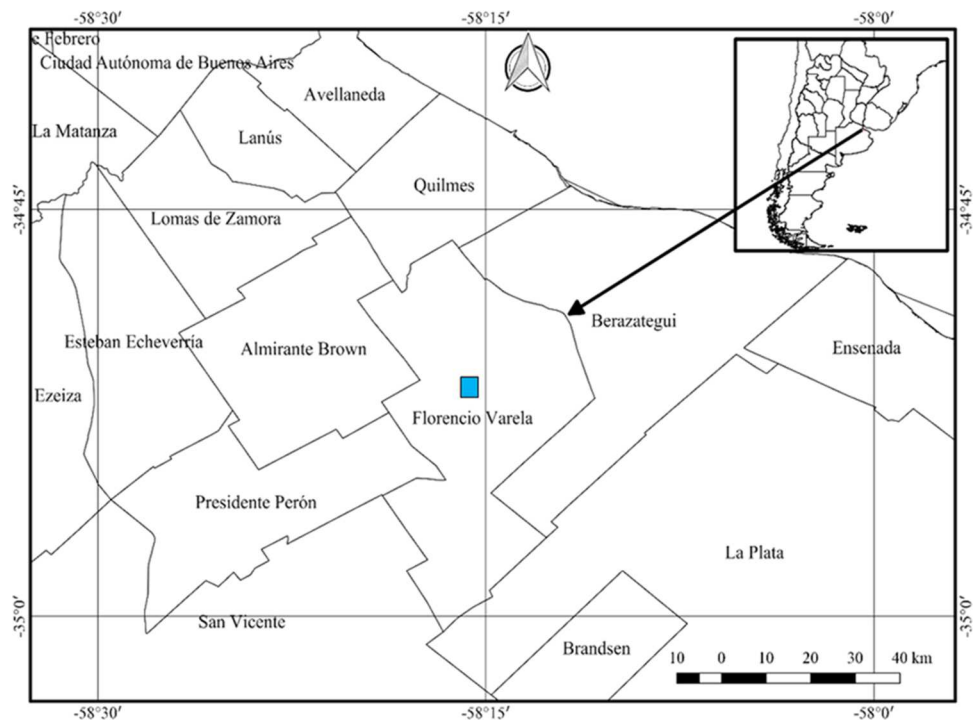 -58°30′
-58°15′
-58°0′
e Febrero
Ciudad Autónoma de Buenos Aires
Avellaneda
La Matanza
Lanús
Quilmes
-34°45′
-34°45′
Lomas de Zamora
Berazategui
Esteban Echeverría
Almirante Brown
Ensenada
Ezeiza
Florencio Varela
Presidente Perón
La Plata
San Vicente
-35°0′
-35°0′
Brandsen
10 0 10 20 30 40 km
-58°30′
-58°15′
-58°0′